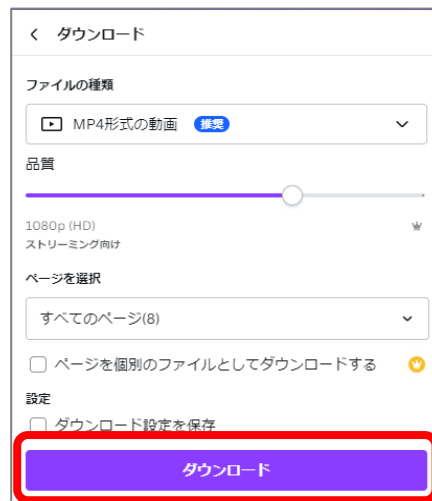 ダウンロード
ファイルの種類
MP4形式の動画 推奨
品質
1080p (HD)
ストリーミング向け
ページを選択
すべてのページ(8)
ページを個別のファイルとしてダウンロードする
設定
ダウンロード設定を保存
ダウンロード